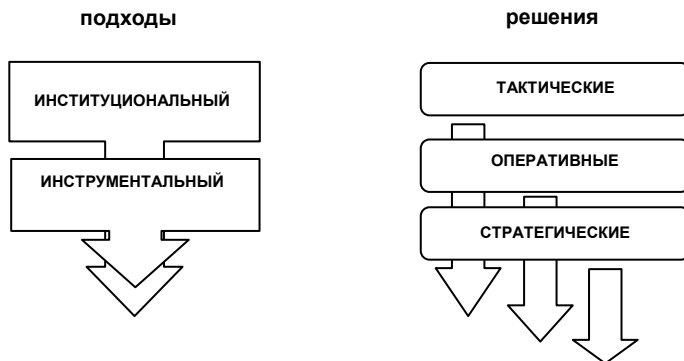 подходы
ИНСТИТУЦИОНАЛЬНЫЙ
ИНСТРУМЕНТАЛЬНЫЙ
решения
ТАКТИЧЕСКИЕ
ОПЕРАТИВНЫЕ
СТРАТЕГИЧЕСКИЕ